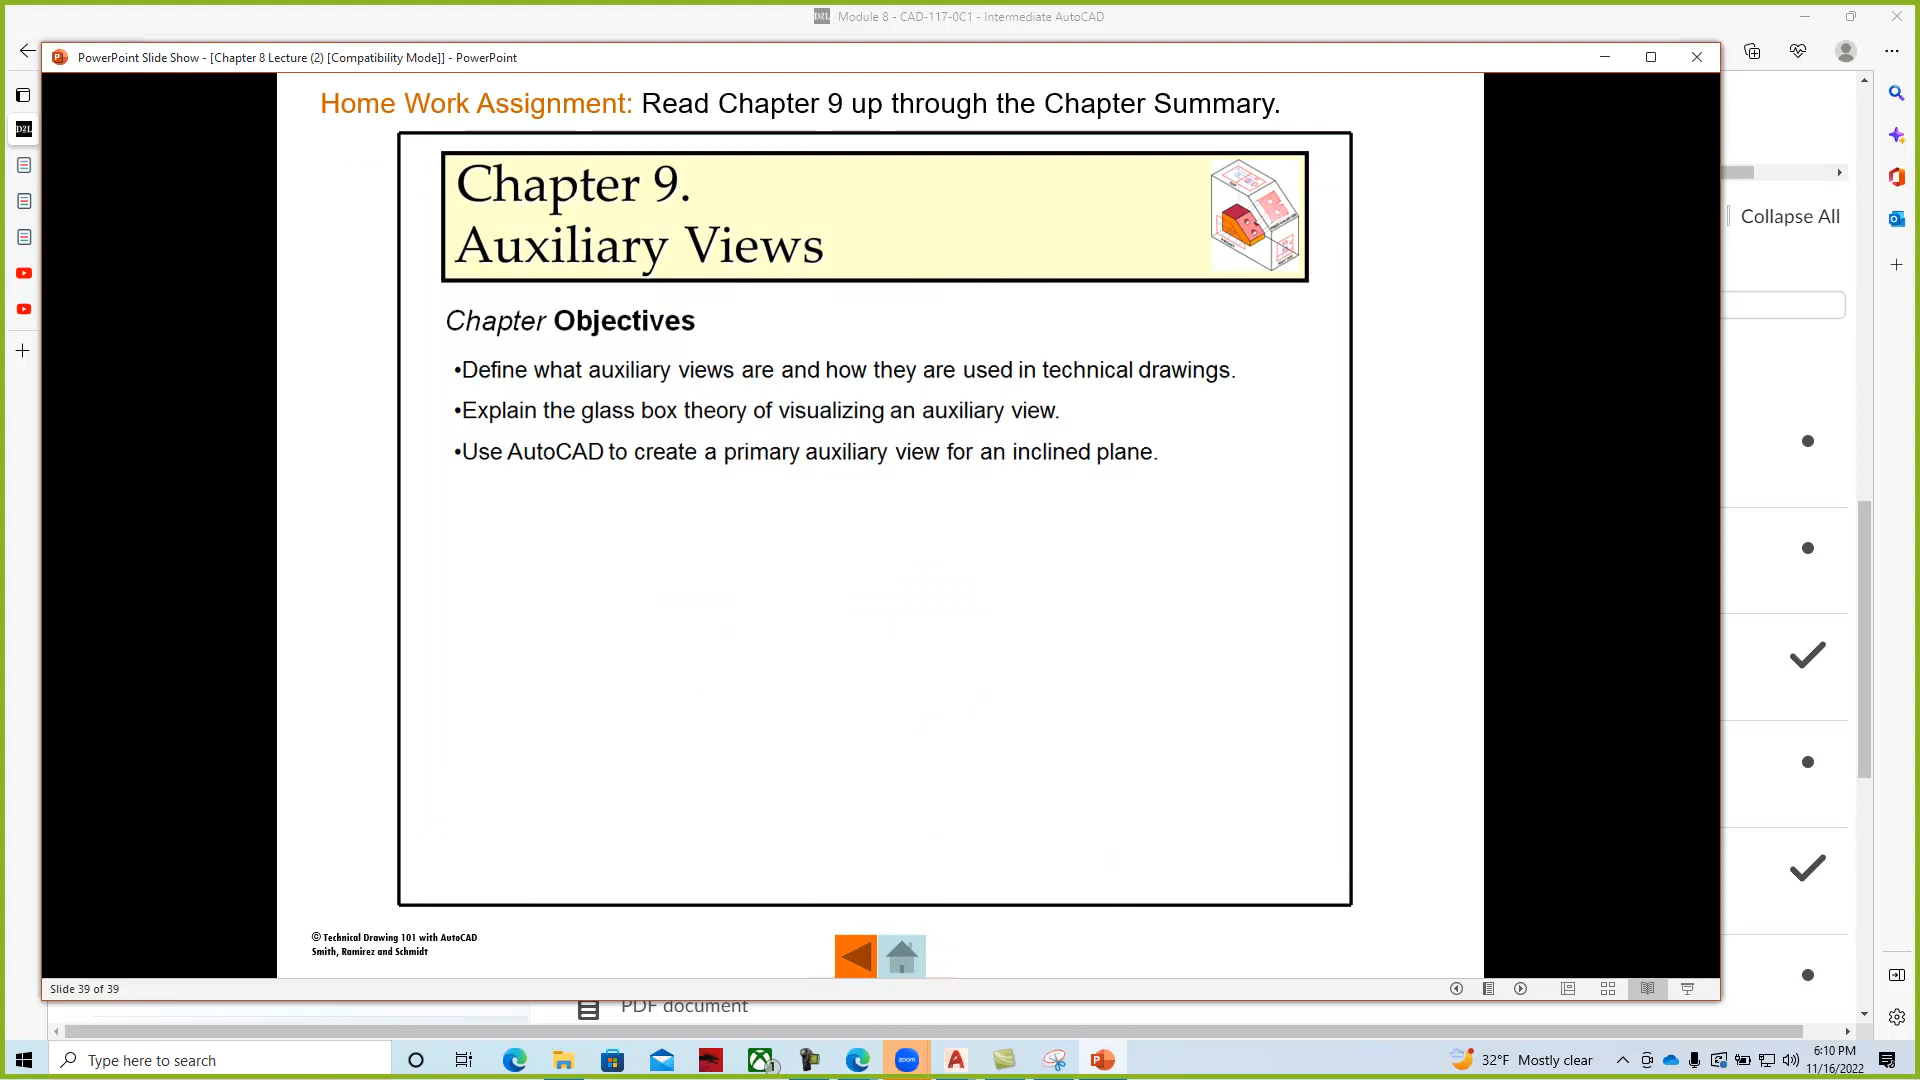 Module 8 - CAD-117-0C1 - Intermediate AutoCAD
PowerPoint Slide Show - [Chapter 8 Lecture (2) [Compatibility Mode]] - PowerPoint
Home Work Assignment: Read Chapter 9 up through the Chapter Summary.
Chapter 9.
Auxiliary Views
Chapter Objectives
•Define what auxiliary views are and how they are used in technical drawings.
•Explain the glass box theory of visualizing an auxiliary view.
•Use AutoCAD to create a primary auxiliary view for an inclined plane.
© Technical Drawing 101 with AutoCAD
Smith, Ramirez and Schmidt
Slide 39 of 39
D2L
D2L
Collapse All
PDF document
Type here to search
zoom
1
32°F Mostly clear
6:10 PM
11/16/2022